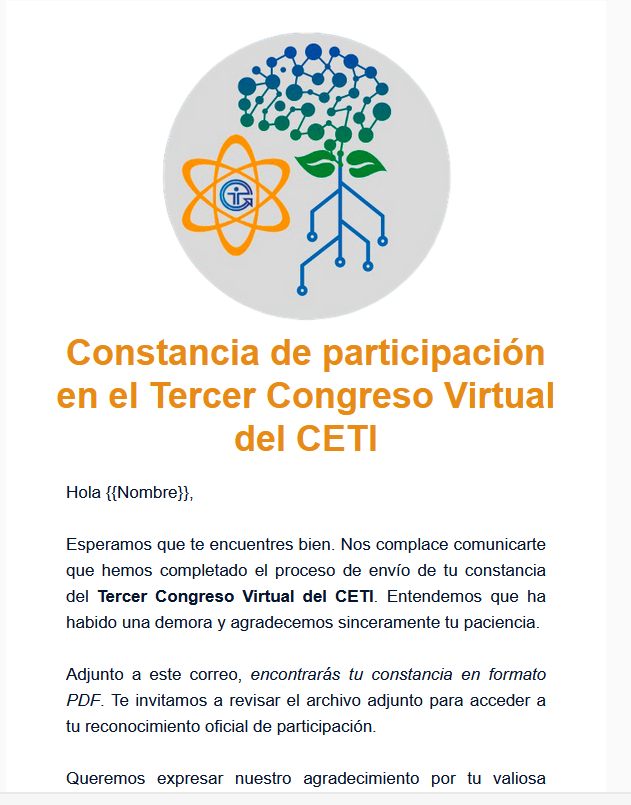 Constancia de participación
en el Tercer Congreso Virtual
del CETI
Hola {{Nombre}},
Esperamos que te encuentres bien. Nos complace comunicarte
que hemos completado el proceso de envío de tu constancia
del Tercer Congreso Virtual del CETI. Entendemos que ha
habido una demora y agradecemos sinceramente tu paciencia.
Adjunto a este correo, encontrarás tu constancia en formato
PDF. Te invitamos a revisar el archivo adjunto para acceder a
tu reconocimiento oficial de participación.
Queremos expresar nuestro agradecimiento por tu valiosa